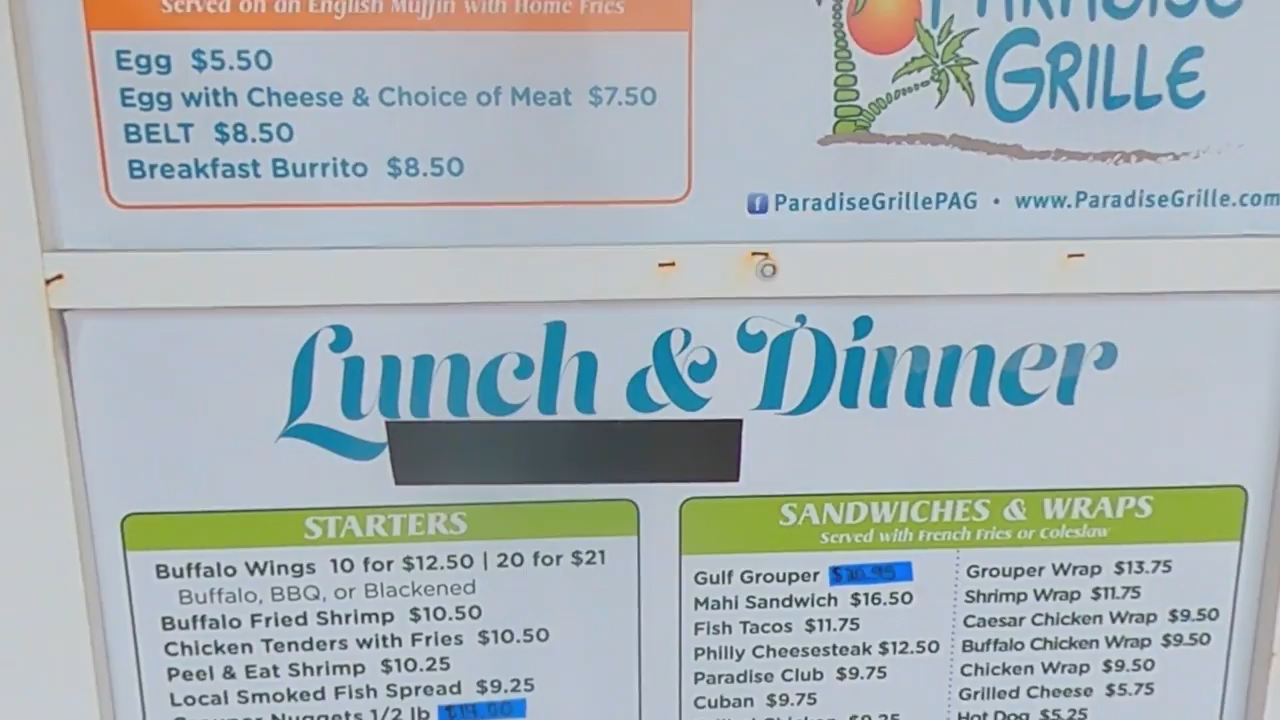 Served on an English Muffin with Home Fries
Egg $5.50
Egg with Cheese & Choice of Meat $7.50
BELT $8.50
Breakfast Burrito $8.50
PARADISE
GRILLE
ParadiseGrillePAG • www.ParadiseGrille.com
Lunch & Dinner
STARTERS
Buffalo Wings 10 for $12.50 | 20 for $21
Buffalo, BBQ, or Blackened
Buffalo Fried Shrimp $10.50
Chicken Tenders with Fries $10.50
Peel & Eat Shrimp $10.25
Local Smoked Fish Spread $9.25
Grouper Nuggets 1/2 lb
SANDWICHES & WRAPS
Served with French Fries or Coleslaw
Gulf Grouper
Mahi Sandwich $16.50
Fish Tacos $11.75
Philly Cheesesteak $12.50
Paradise Club $9.75
Cuban $9.75
Grouper Wrap $13.75
Shrimp Wrap $11.75
Caesar Chicken Wrap $9.50
Buffalo Chicken Wrap $9.50
Chicken Wrap $9.50
Grilled Cheese $5.75
Hot Dog $5.25